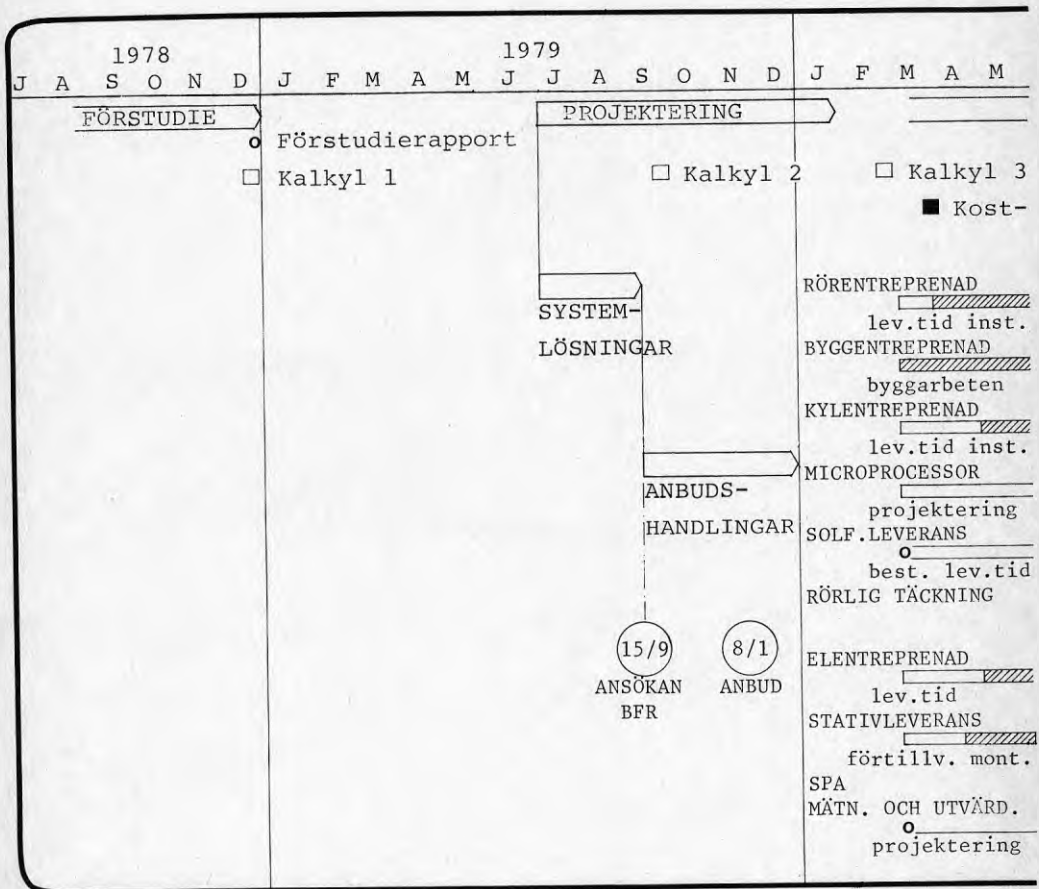 1978 1979
J A S O N D J F M A M J J A S O N D J F M A M
FÖRSTUDIE PROJEKTERING
Förstudierapport
Kalkyl 1 Kalkyl 2 Kalkyl 3
Kost-
SYSTEM-
LÖSNINGAR
ANBUDS-
HANDLINGAR
15/9 8/1
ANSÖKAN ANBUD
BFR
RÖRENTREPRENAD
lev.tid inst.
BYGGENTREPRENAD
byggarbeten
KYLENTREPRENAD
lev.tid inst.
MICROPROCESSOR
projektering
SOLF.LEVERANS
best. lev.tid
RÖRLIG TÄCKNING
ELENTREPRENAD
lev.tid
STATIVLEVERANS
förtillv. mont.
SPA
MÄTN. OCH UTVÄRD.
projektering